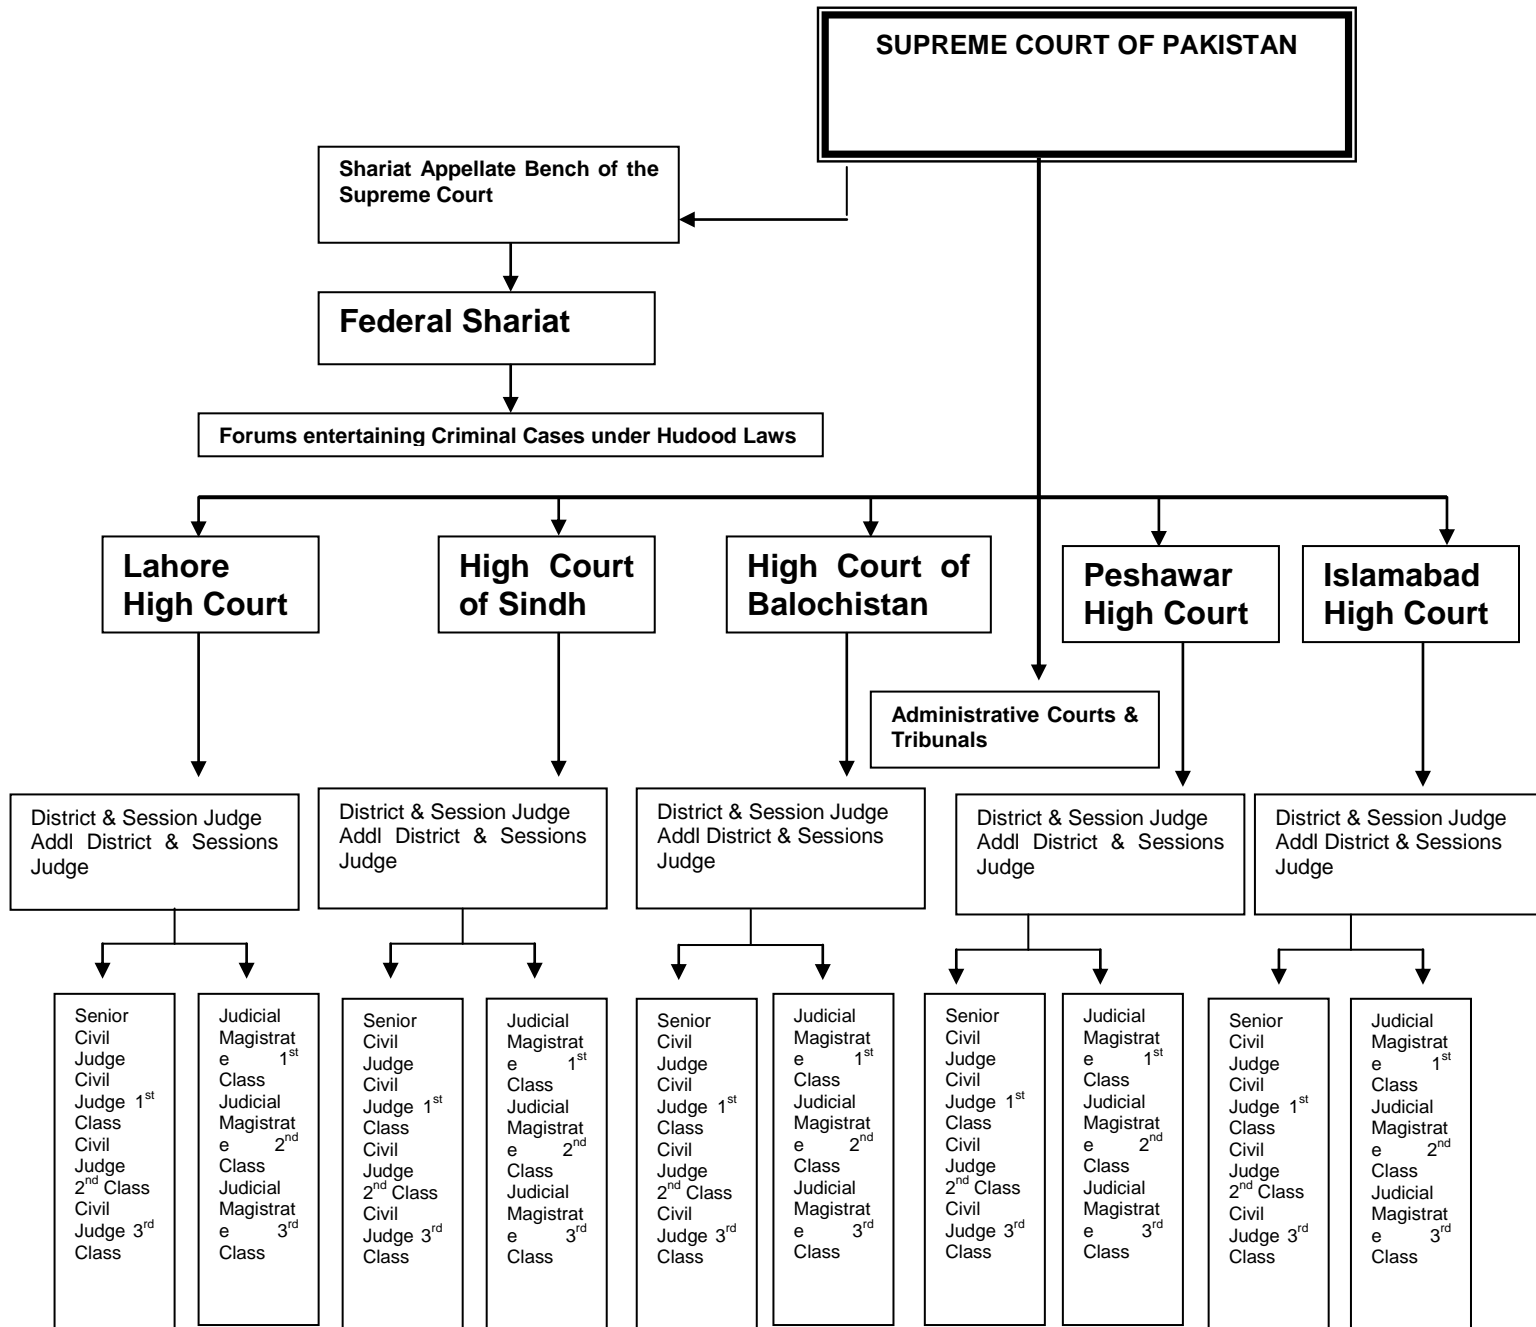 SUPREME COURT OF PAKISTAN
Shariat Appellate Bench of the
Supreme Court
Federal Shariat
Forums entertaining Criminal Cases under Hudood Laws
Lahore
High Court
High Court
of Sindh
High Court of
Balochistan
Peshawar
High Court
Islamabad
High Court
Administrative Courts &
Tribunals
District & Session Judge
Addl District & Sessions
Judge
District & Session Judge
Addl District & Sessions
Judge
District & Session Judge
Addl District & Sessions
Judge
District & Session Judge
Addl District & Sessions
Judge
District & Session Judge
Addl District & Sessions
Judge
Senior
Civil
Judge
Civil
Judge 1st
Class
Civil
Judge
2nd Class
Civil
Judge 3rd
Class
Judicial
Magistrat
e 1st
Class
Judicial
Magistrat
e 2nd
Class
Judicial
Magistrat
e 3rd
Class
Senior
Civil
Judge
Civil
Judge 1st
Class
Civil
Judge
2nd Class
Civil
Judge 3rd
Class
Judicial
Magistrat
e 1st
Class
Judicial
Magistrat
e 2nd
Class
Judicial
Magistrat
e 3rd
Class
Senior
Civil
Judge
Civil
Judge 1st
Class
Civil
Judge
2nd Class
Civil
Judge 3rd
Class
Judicial
Magistrat
e 1st
Class
Judicial
Magistrat
e 2nd
Class
Judicial
Magistrat
e 3rd
Class
Senior
Civil
Judge
Civil
Judge 1st
Class
Civil
Judge
2nd Class
Civil
Judge 3rd
Class
Judicial
Magistrat
e 1st
Class
Judicial
Magistrat
e 2nd
Class
Judicial
Magistrat
e 3rd
Class
Senior
Civil
Judge
Civil
Judge 1st
Class
Civil
Judge
2nd Class
Civil
Judge 3rd
Class
Judicial
Magistrat
e 1st
Class
Judicial
Magistrat
e 2nd
Class
Judicial
Magistrat
e 3rd
Class